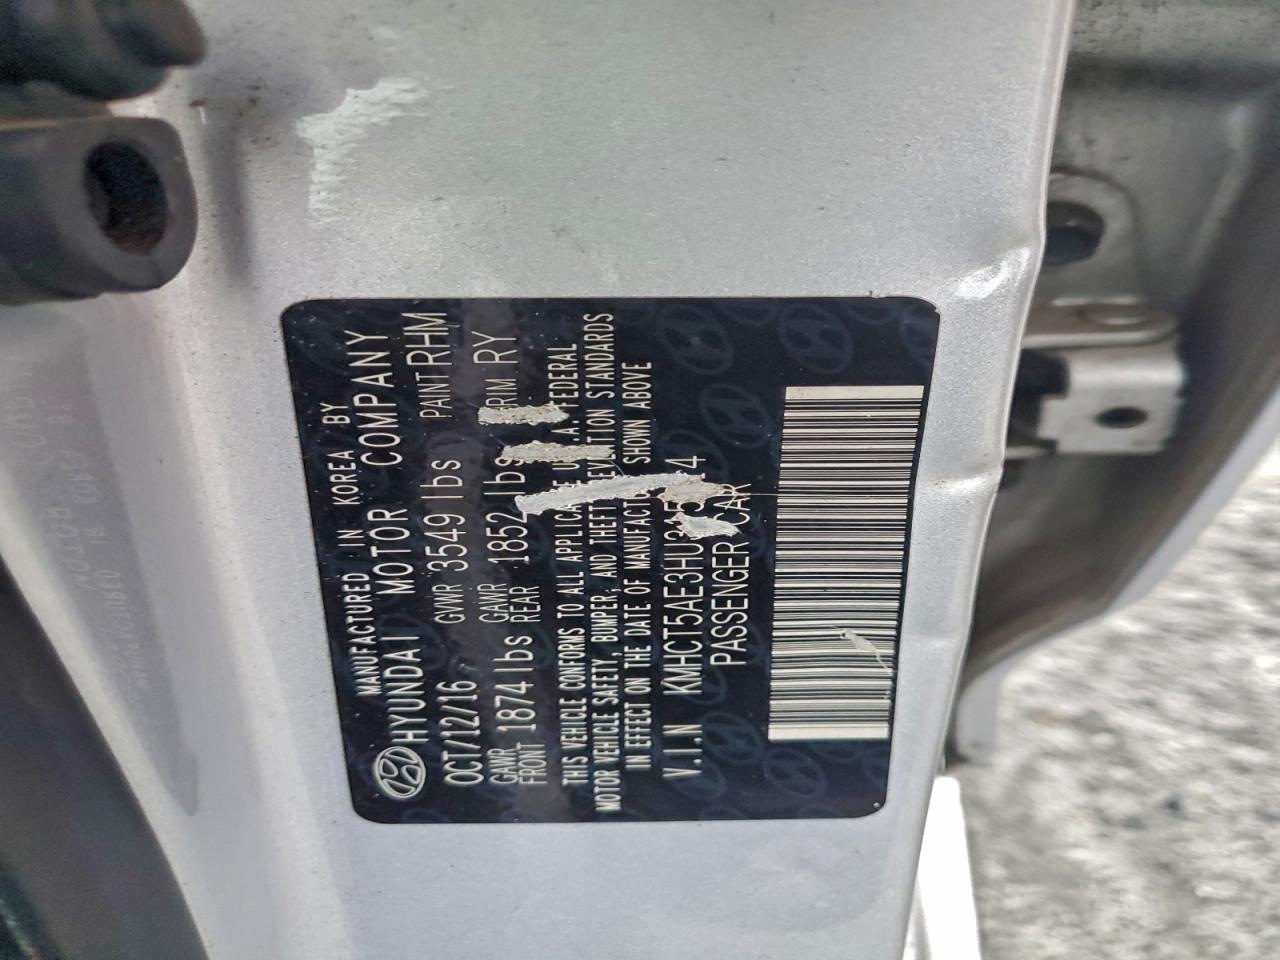 MANUFACTURED IN KOREA BY
HYUNDAI MOTOR COMPANY
OCT/12/16 GVWR 3549 lbs PAINT RHM
GAWR FRONT 1874 lbs GAWR REAR 1852 lbs TRIM RY
THIS VEHICLE CONFORMS TO ALL APPLICABLE U.S.A. FEDERAL
MOTOR VEHICLE SAFETY, BUMPER, AND THEFT PREVENTION STANDARDS
IN EFFECT ON THE DATE OF MANUFACTURE SHOWN ABOVE
V.I.N
PASSENGER CAR